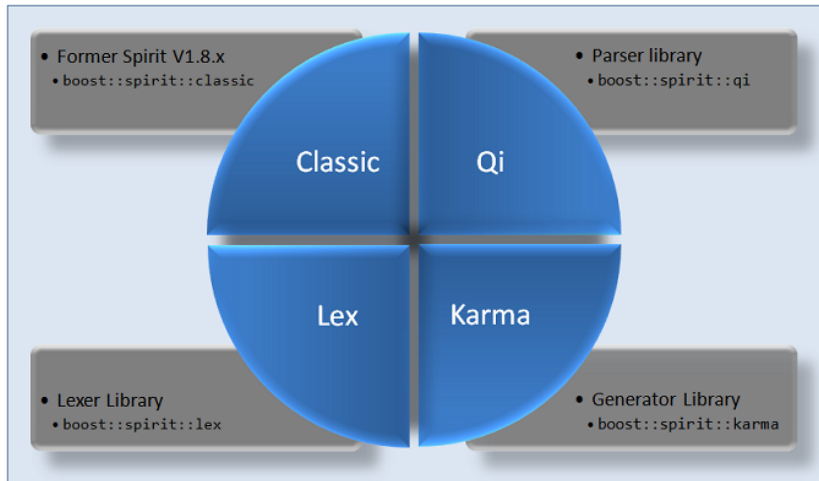 • Former Spirit V1.8.x
• boost::spirit::classic
• Parser library
• boost::spirit::qi
Classic
Qi
Lex
Karma
• Lexer Library
• boost::spirit::lex
• Generator Library
• boost::spirit::karma